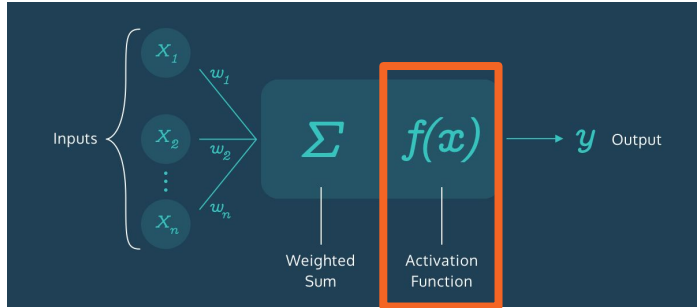 X1
w1
Inputs
X2
w2
Σ
f(x)
y
Output
⋮
Xn
wn
Weighted
Sum
Activation
Function